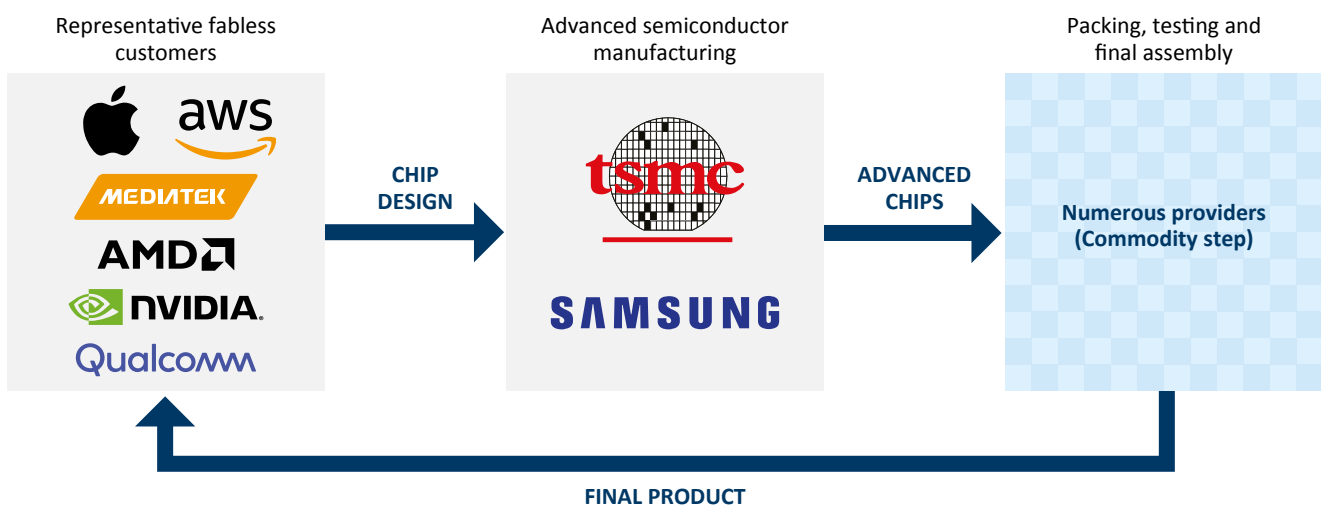 Representative fabless
customers
Advanced semiconductor
manufacturing
Packing, testing and
final assembly
aws
MEDIATEK
AMD
NVIDIA.
Qualcomm
CHIP
DESIGN
tsmc
SAMSUNG
ADVANCED
CHIPS
Numerous providers
(Commodity step)
FINAL PRODUCT